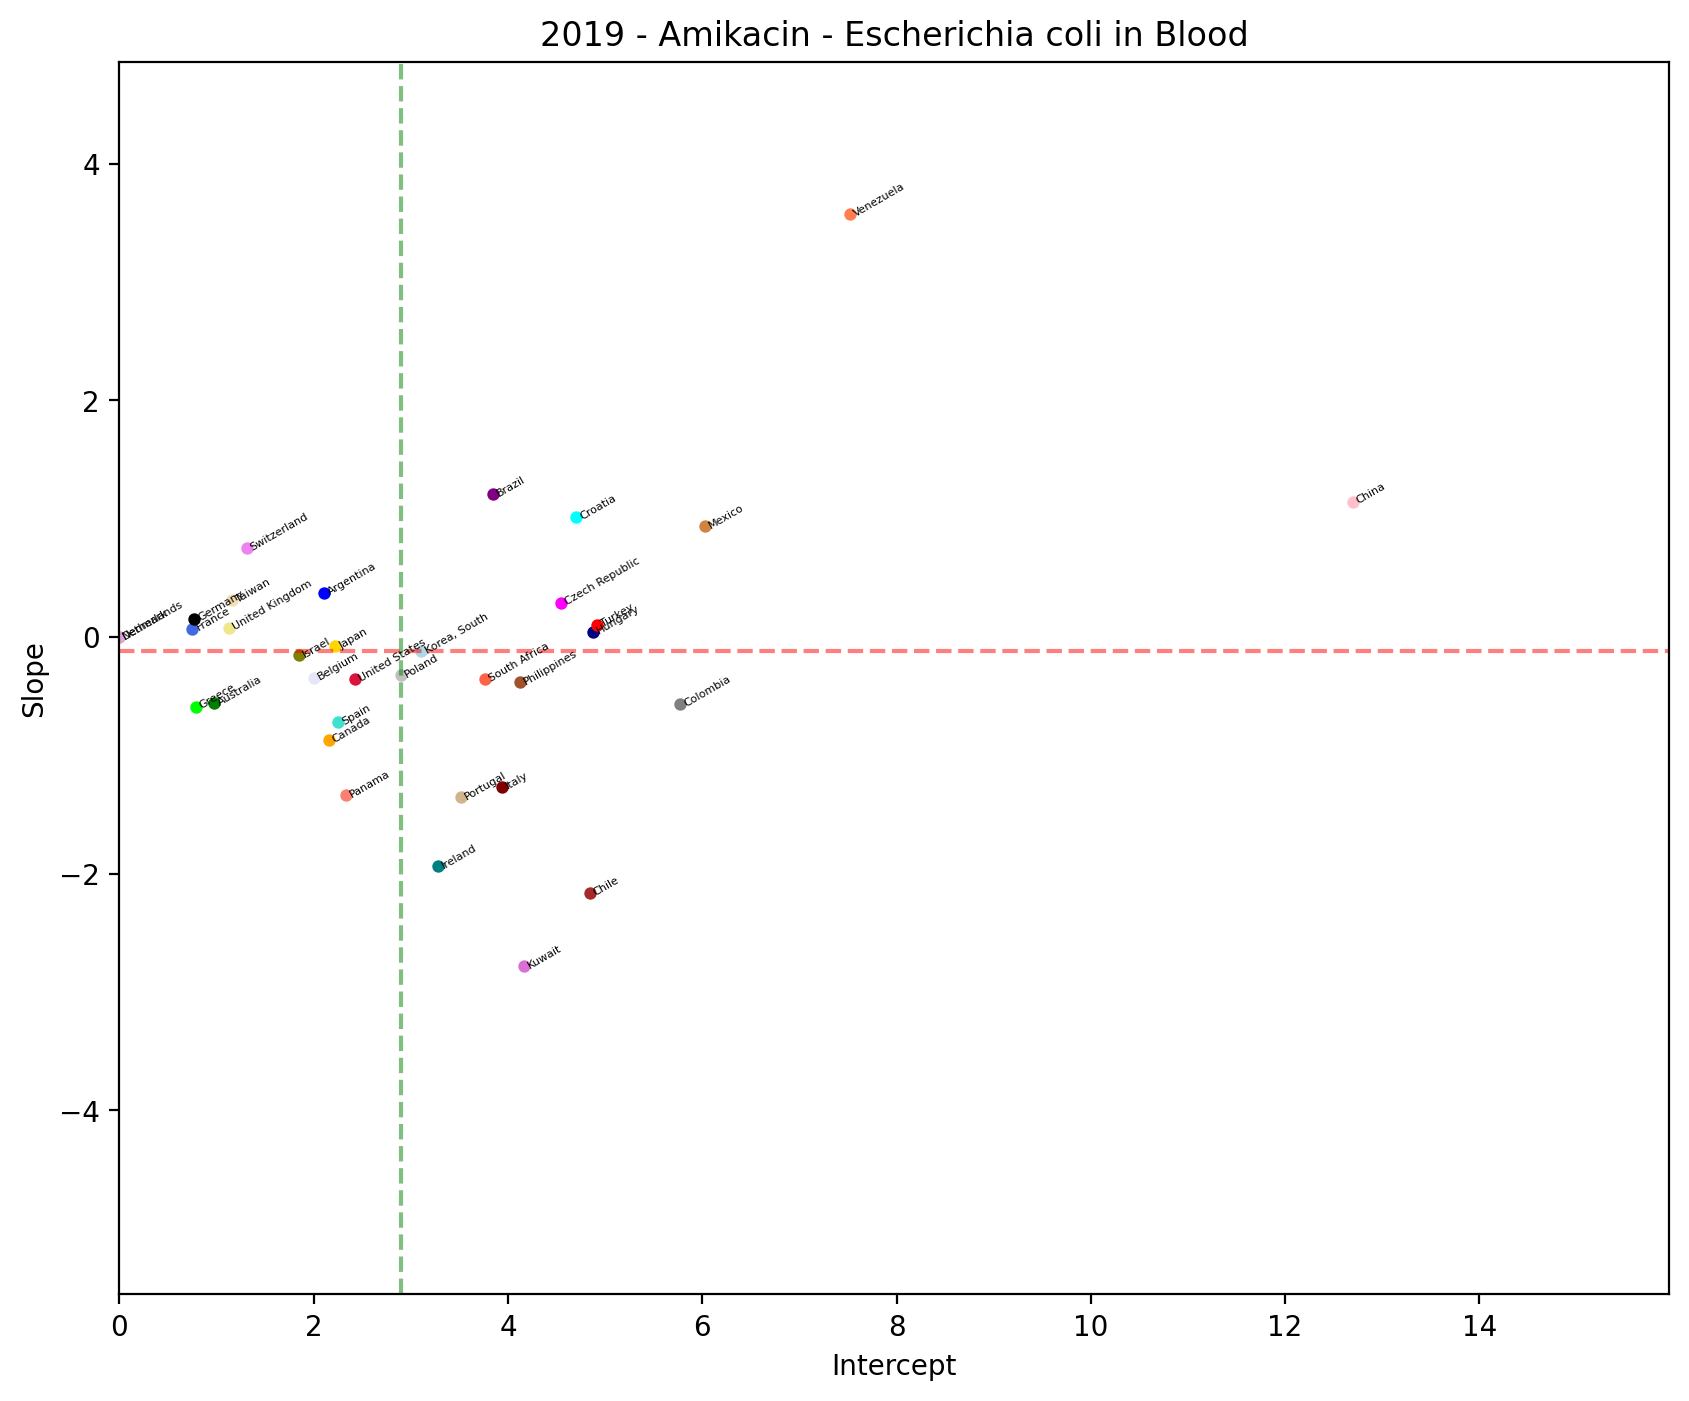 2019 - Amikacin - Escherichia coli in Blood
4
2
0
−2
−4
Slope
Venezuela
China
Brazil
Croatia
Mexico
Switzerland
Argentina
Czech Republic
Taiwan
Germany
United Kingdom
France
Turkey
Hungary
Netherlands
Denmark
Japan
Korea, South
Israel
Belgium
United States
Poland
South Africa
Philippines
Greece
Australia
Colombia
Spain
Canada
Panama
Portugal
Italy
Ireland
Chile
Kuwait
0
2
4
6
8
10
12
14
Intercept